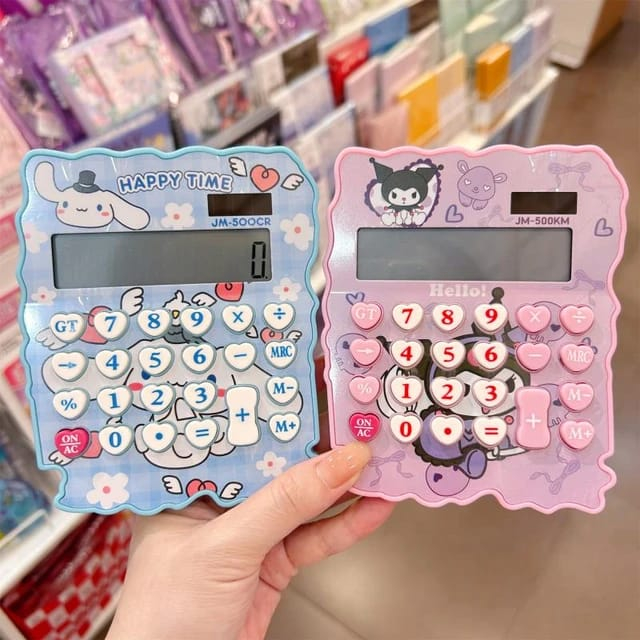 HAPPY TIME
JM-500CR
0
GT 7 8 9 × ÷
→ 4 5 6 − MRC
% 1 2 3 + M−
ON AC 0 • = M+
JM-500KM
Hello!
GT 7 8 9 × ÷
→ 4 5 6 − MRC
% 1 2 3 + M−
ON AC 0 • = M+